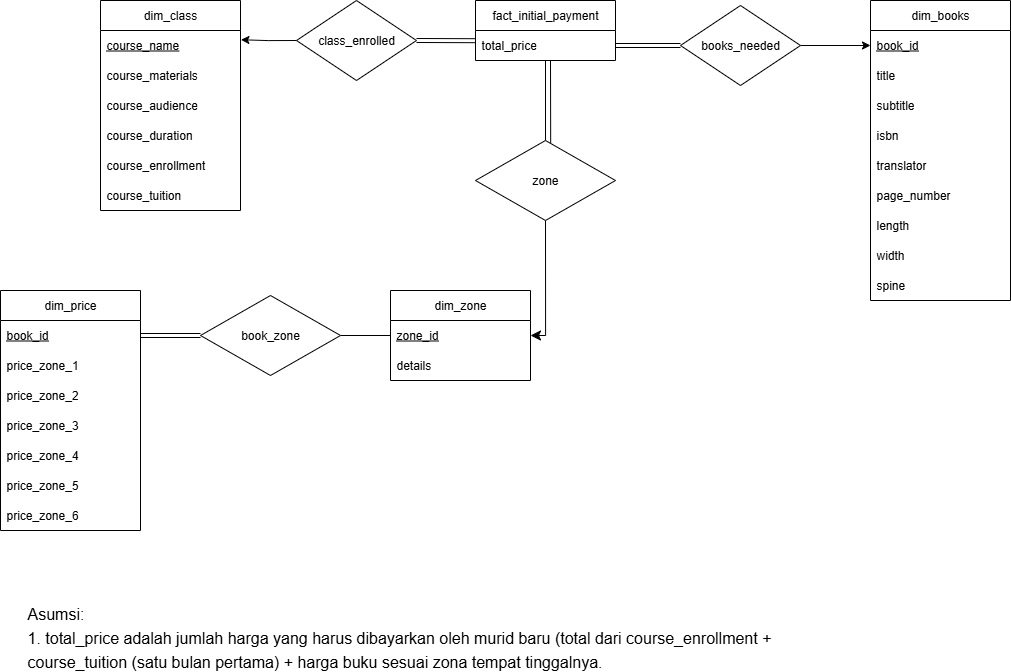 dim_class
course_name
course_materials
course_audience
course_duration
course_enrollment
course_tuition
class_enrolled
fact_initial_payment
total_price
books_needed
dim_books
book_id
title
subtitle
isbn
translator
page_number
length
width
spine
zone
dim_price
book_id
price_zone_1
price_zone_2
price_zone_3
price_zone_4
price_zone_5
price_zone_6
book_zone
dim_zone
zone_id
details
Asumsi:
1. total_price adalah jumlah harga yang harus dibayarkan oleh murid baru (total dari course_enrollment +
course_tuition (satu bulan pertama) + harga buku sesuai zona tempat tinggalnya.